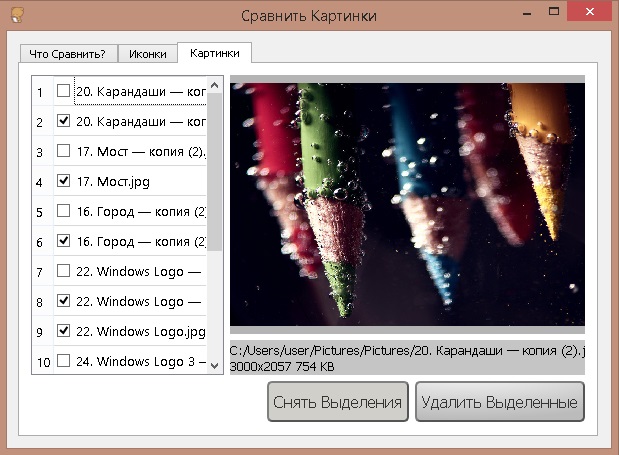 Сравнить Картинки
Что Сравнить?
Иконки
Картинки
1 20. Карандаши — ког
2 20. Карандаши — ког
3 17. Мост — копия (2).
4 17. Мост.jpg
5 16. Город — копия (2)
6 16. Город — копия (2)
7 22. Windows Logo —
8 22. Windows Logo —
9 22. Windows Logo.jpg
10 24. Windows Logo 3 —
C:/Users/user/Pictures/Pictures/20. Карандаши — копия (2).j
3000x2057 754 KB
Снять Выделения
Удалить Выделенные